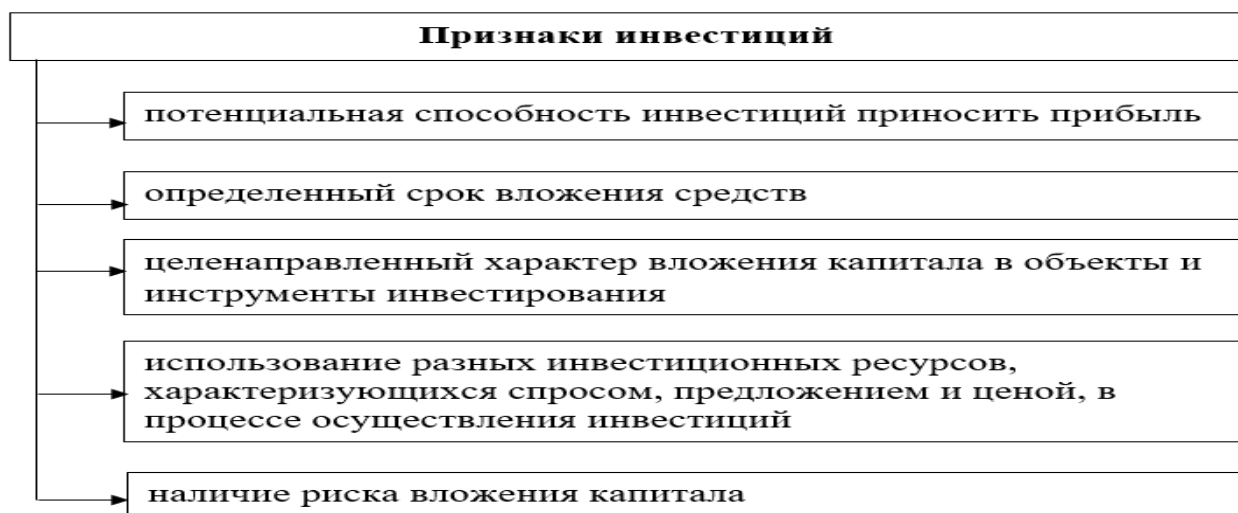 Признаки инвестиций
потенциальная способность инвестиций приносить прибыль
определенный срок вложения средств
целенаправленный характер вложения капитала в объекты и
инструменты инвестирования
использование разных инвестиционных ресурсов,
характеризующихся спросом, предложением и ценой, в
процессе осуществления инвестиций
наличие риска вложения капитала